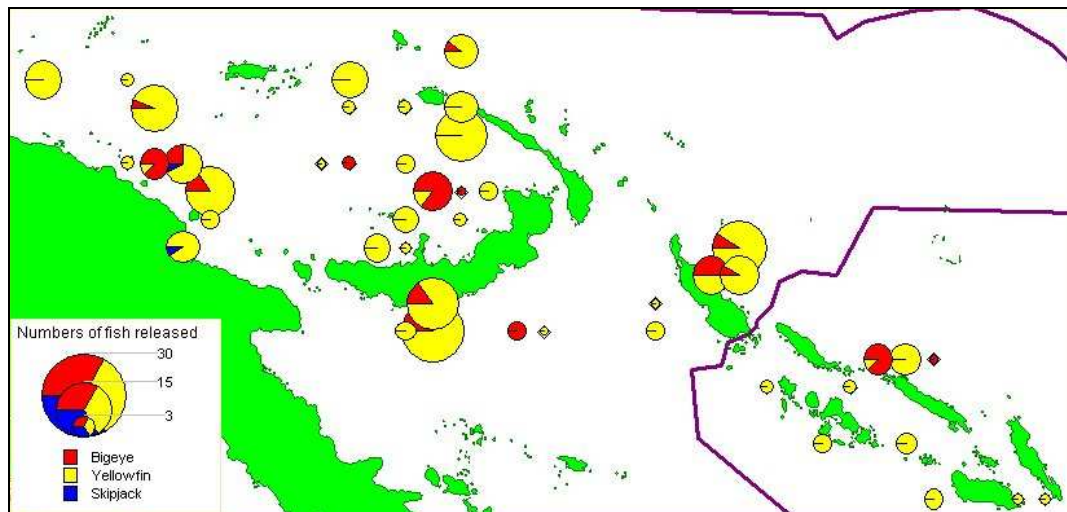 Numbers of fish released
30
15
3
Bigeye
Yellowfin
Skipjack